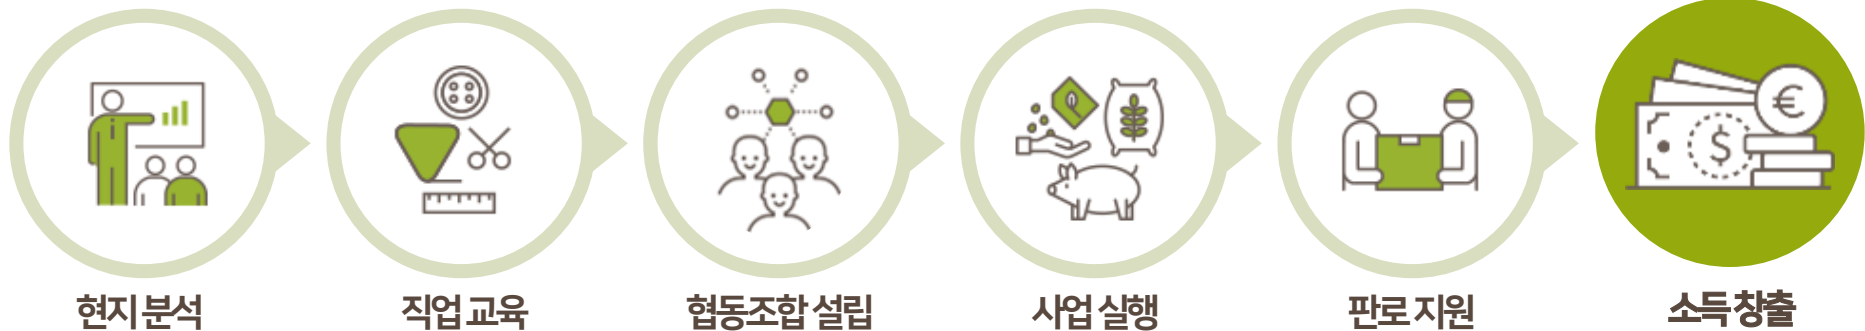 현지 분석
직업 교육
협동조합 설립
사업 실행
판로 지원
소득 창출